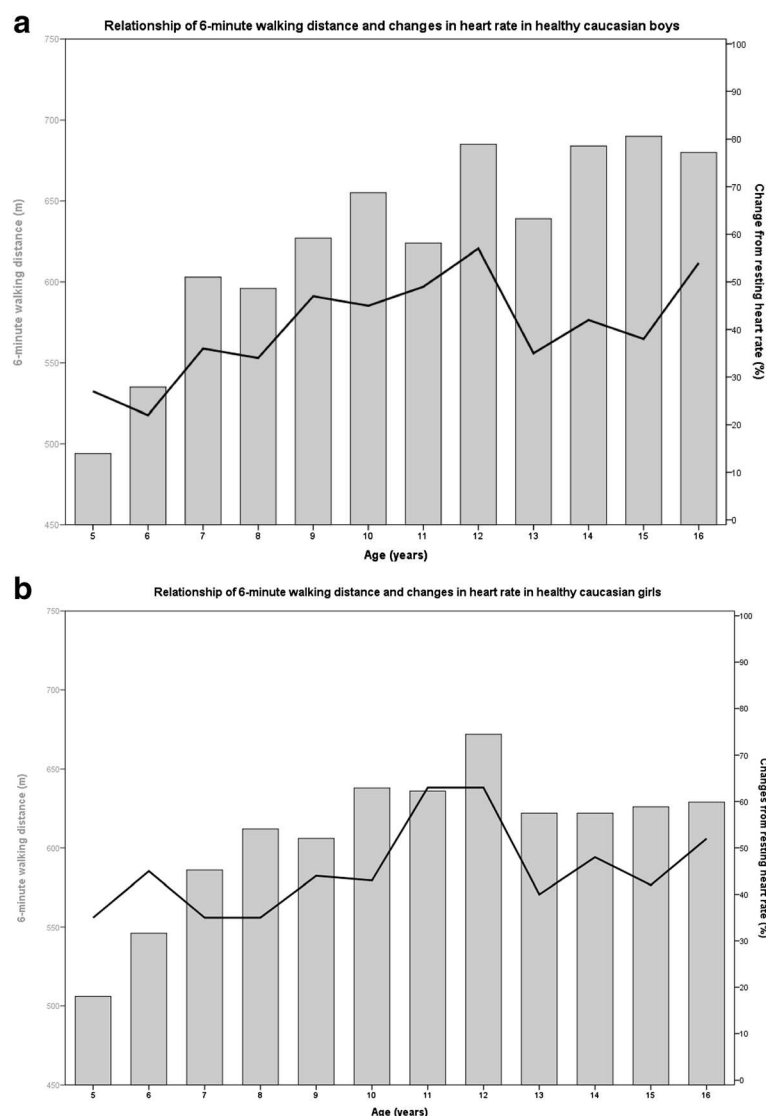 a
Relationship of 6-minute walking distance and changes in heart rate in healthy caucasian boys
750
700
650
600
550
500
450
6-minute walking distance (m)
100
90
80
70
60
50
40
30
20
10
0
Change from resting heart rate (%)
5 6 7 8 9 10 11 12 13 14 15 16
Age (years)
b
Relationship of 6-minute walking distance and changes in heart rate in healthy caucasian girls
750
700
650
600
550
500
450
6-minute walking distance (m)
100
90
80
70
60
50
40
30
20
10
0
Changes from resting
heart rate (%)
5 6 7 8 9 10 11 12 13 14 15 16
Age (years)